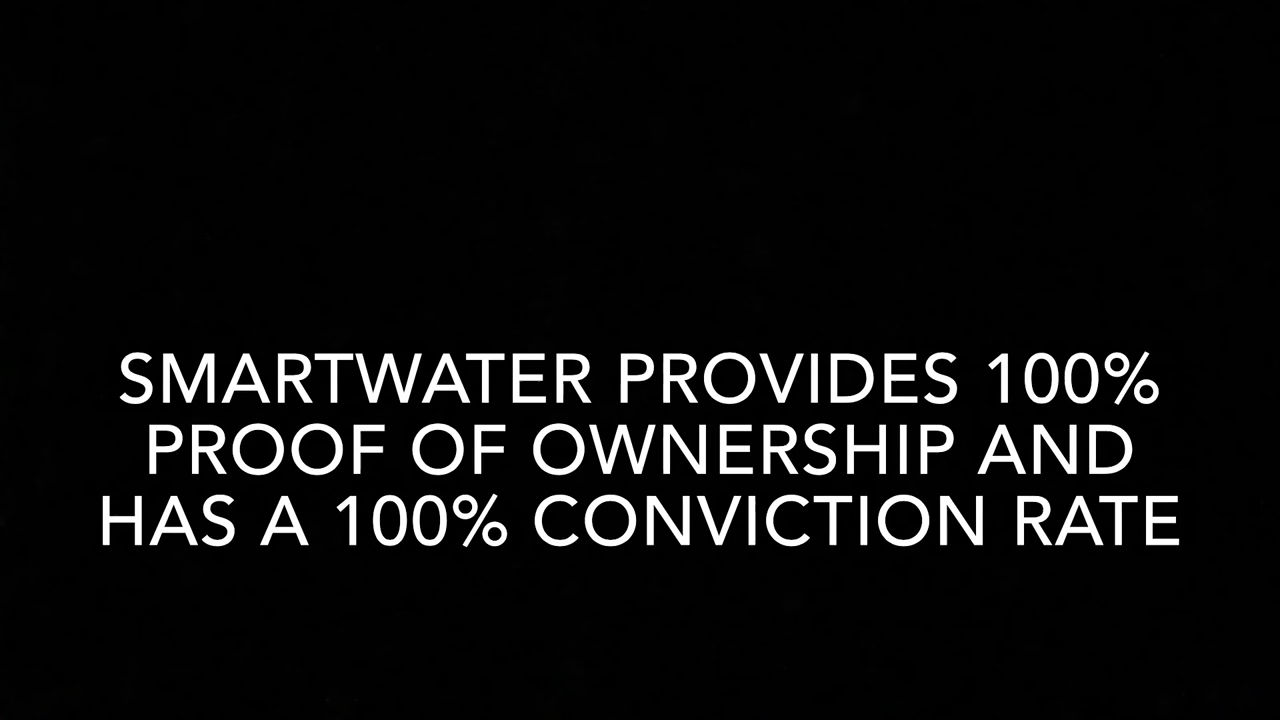 SMARTWATER PROVIDES 100%
PROOF OF OWNERSHIP AND
HAS A 100% CONVICTION RATE